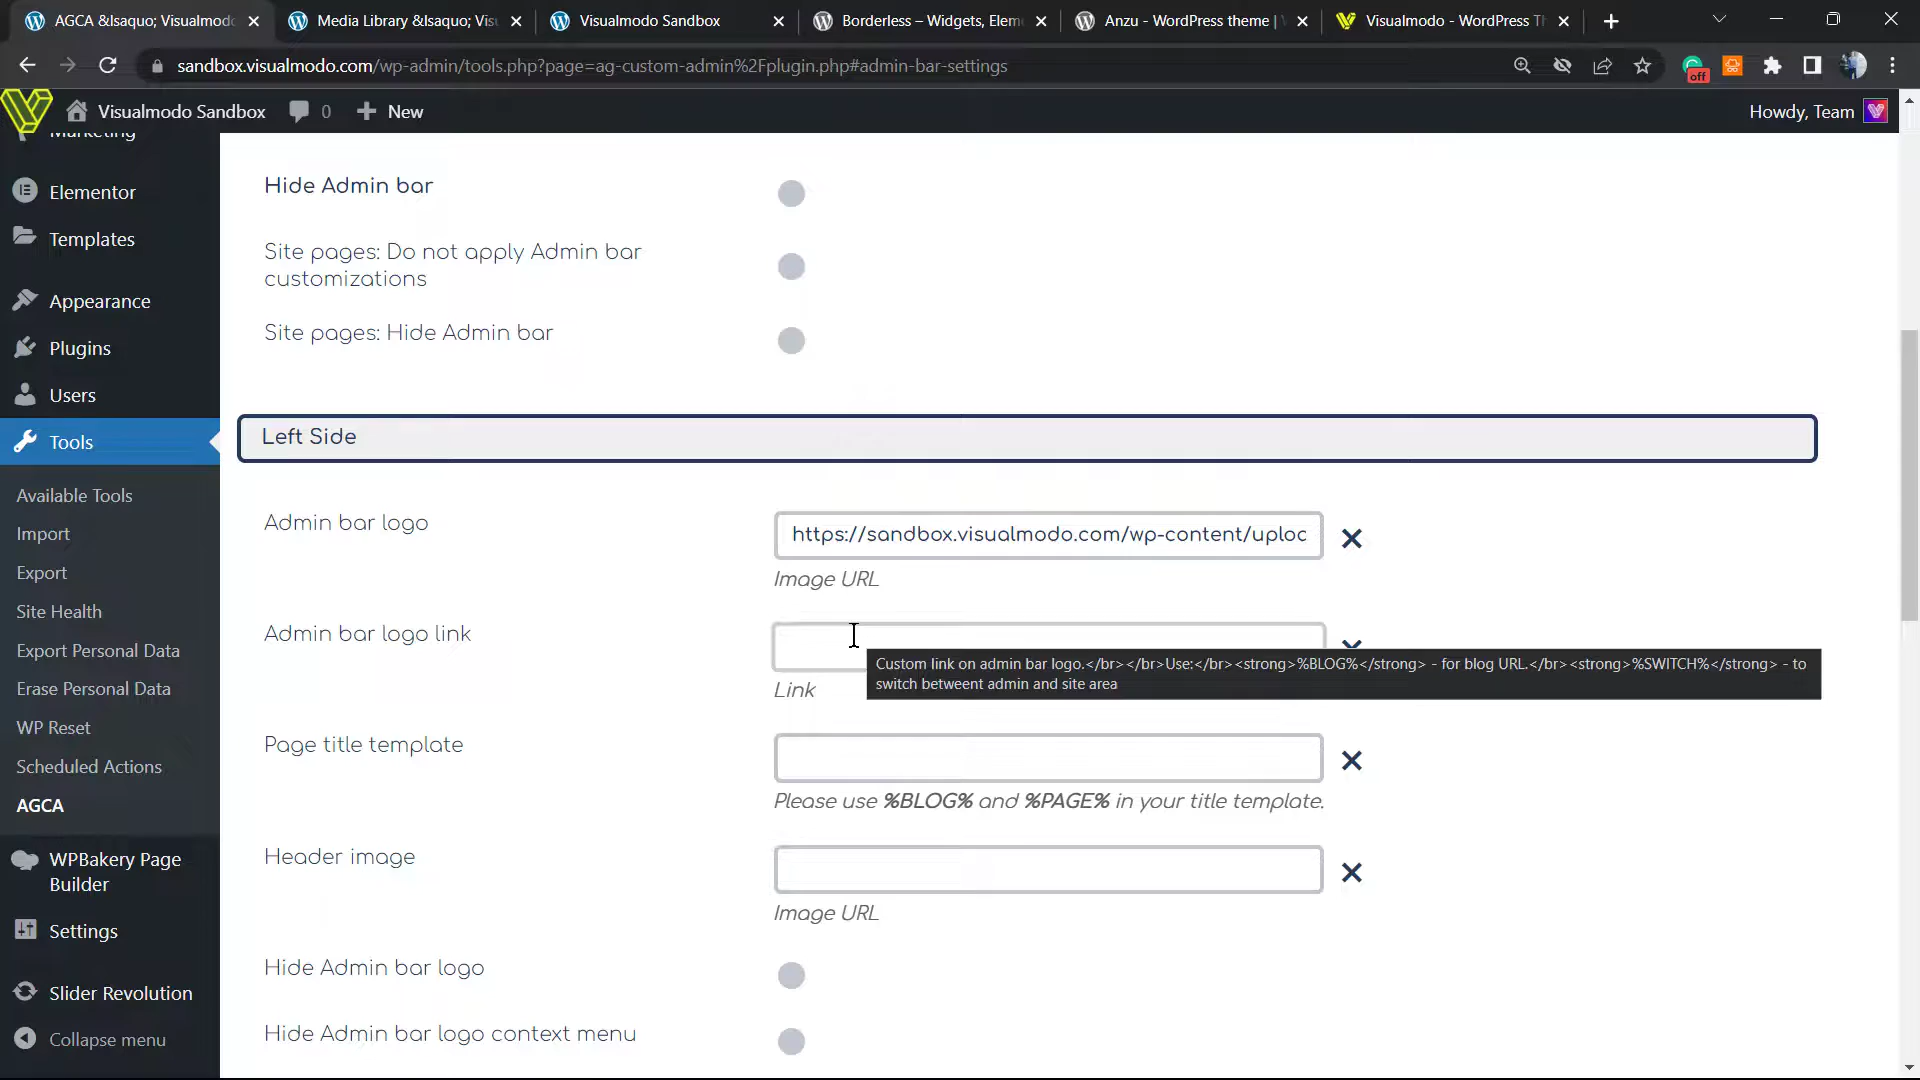 AGCA &lsaquo; Visualmodo
Media Library &lsaquo; Vis
Visualmodo Sandbox
Borderless – Widgets, Elem
Anzu - WordPress theme |
Visualmodo - WordPress Th
sandbox.visualmodo.com/wp-admin/tools.php?page=ag-custom-admin%2Fplugin.php#admin-bar-settings
off
Visualmodo Sandbox
0
New
Howdy, Team
Marketing
Elementor
Templates
Appearance
Plugins
Users
Tools
Available Tools
Import
Export
Site Health
Export Personal Data
Erase Personal Data
WP Reset
Scheduled Actions
AGCA
WPBakery Page
Builder
Settings
Slider Revolution
Collapse menu
Hide Admin bar
Site pages: Do not apply Admin bar
customizations
Site pages: Hide Admin bar
Left Side
Admin bar logo
https://sandbox.visualmodo.com/wp-content/uploc
Image URL
Admin bar logo link
Custom link on admin bar logo.</br></br>Use:</br><strong>%BLOG%</strong> - for blog URL.</br><strong>%SWITCH%</strong> - to
switch betweent admin and site area
Link
Page title template
Please use %BLOG% and %PAGE% in your title template.
Header image
Image URL
Hide Admin bar logo
Hide Admin bar logo context menu